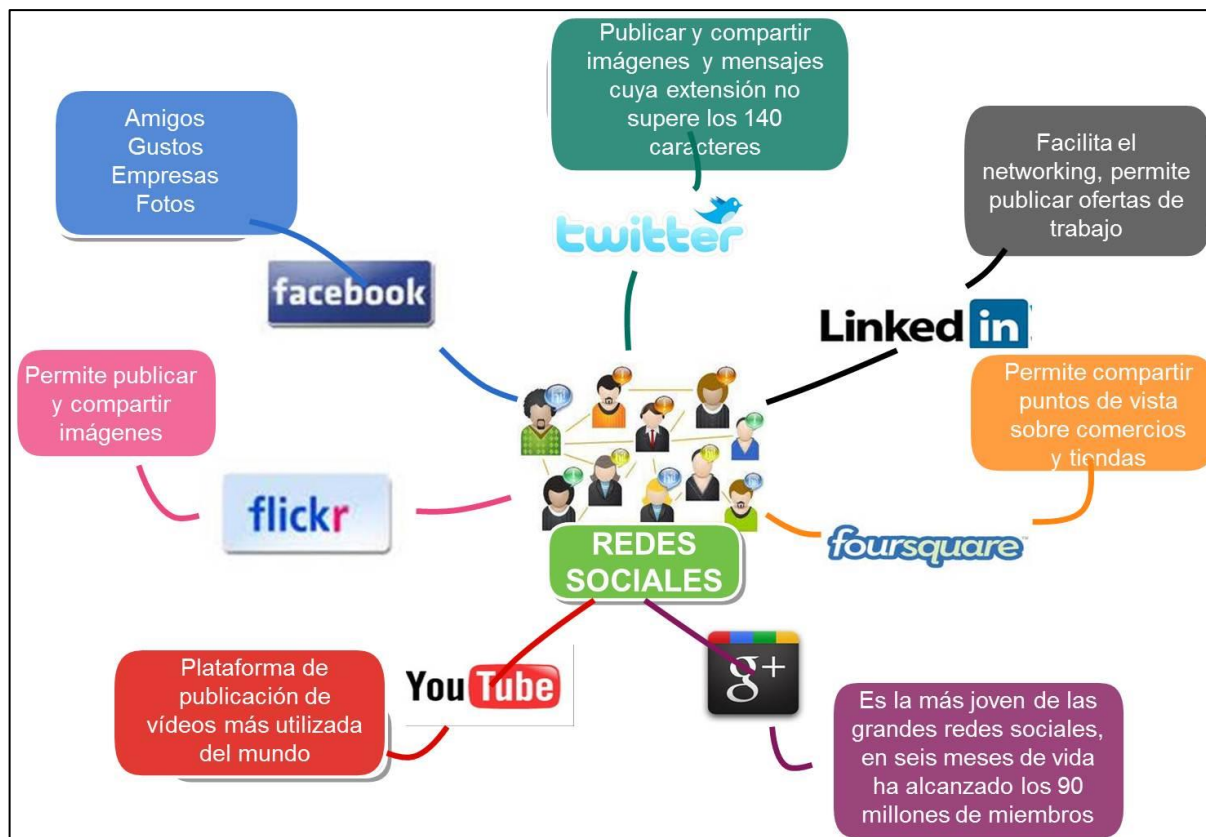 Publicar y compartir
imágenes y mensajes
cuya extensión no
supere los 140
caracteres
Amigos
Gustos
Empresas
Fotos
Facilita el
networking, permite
publicar ofertas de
trabajo
twitter
facebook
Linked in
Permite publicar
y compartir
imágenes
Permite compartir
puntos de vista
sobre comercios
y tiendas
flickr
foursquare
REDES
SOCIALES
You Tube
g+
Plataforma de
publicación de
vídeos más utilizada
del mundo
Es la más joven de las
grandes redes sociales,
en seis meses de vida
ha alcanzado los 90
millones de miembros